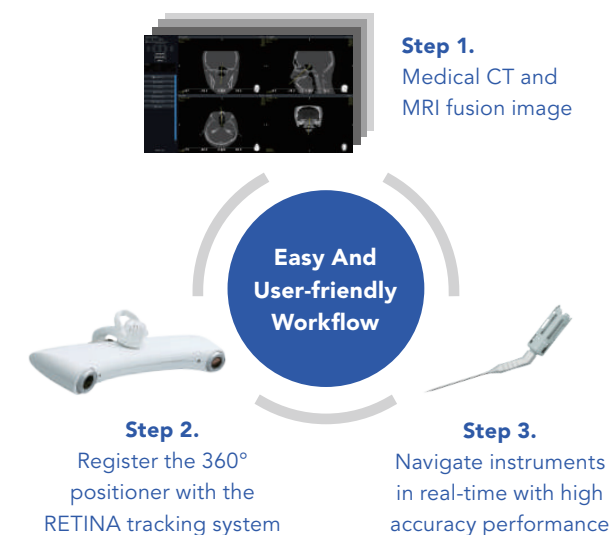 Step 1.
Medical CT and
MRI fusion image
Easy And
User-friendly
Workflow
Step 2.
Register the 360°
positioner with the
RETINA tracking system
Step 3.
Navigate instruments
in real-time with high
accuracy performance